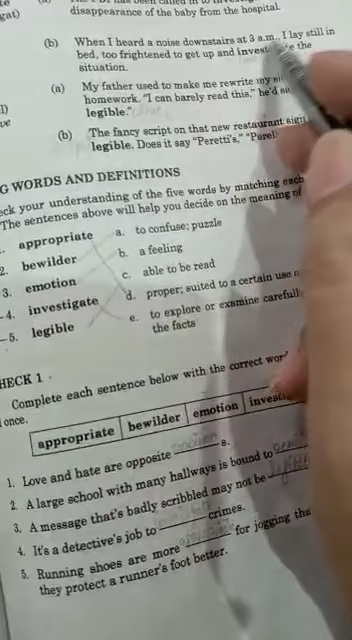 gat)
disappearance of the baby from the hospital.
(b) When I heard a noise downstairs at 3 a.m., I lay still in
bed, too frightened to get up and the
situation.
(a) My father used to make me rewrite my
homework. "I can barely read this," he'd
legible."
(b) The fancy script on that new restaurant
legible. Does it say "Peretti's,"
G WORDS AND DEFINITIONS
eck your understanding of the five words by matching each
The sentences above will help you decide on the meaning of
appropriate a. to confuse; puzzle
2. bewilder b. a feeling
3. emotion c. able to be read
4. investigate d. proper; suited to a certain use
5. legible e. to explore or examine carefully
the facts
HECK 1
Complete each sentence below with the correct
once.
appropriate bewilder emotion
1. Love and hate are opposite emotion s.
2. A large school with many hallways is bound to
3. A message that's badly scribbled may not be legible
4. It's a detective's job to crimes.
5. Running shoes are more for jogging
they protect a runner's foot better.